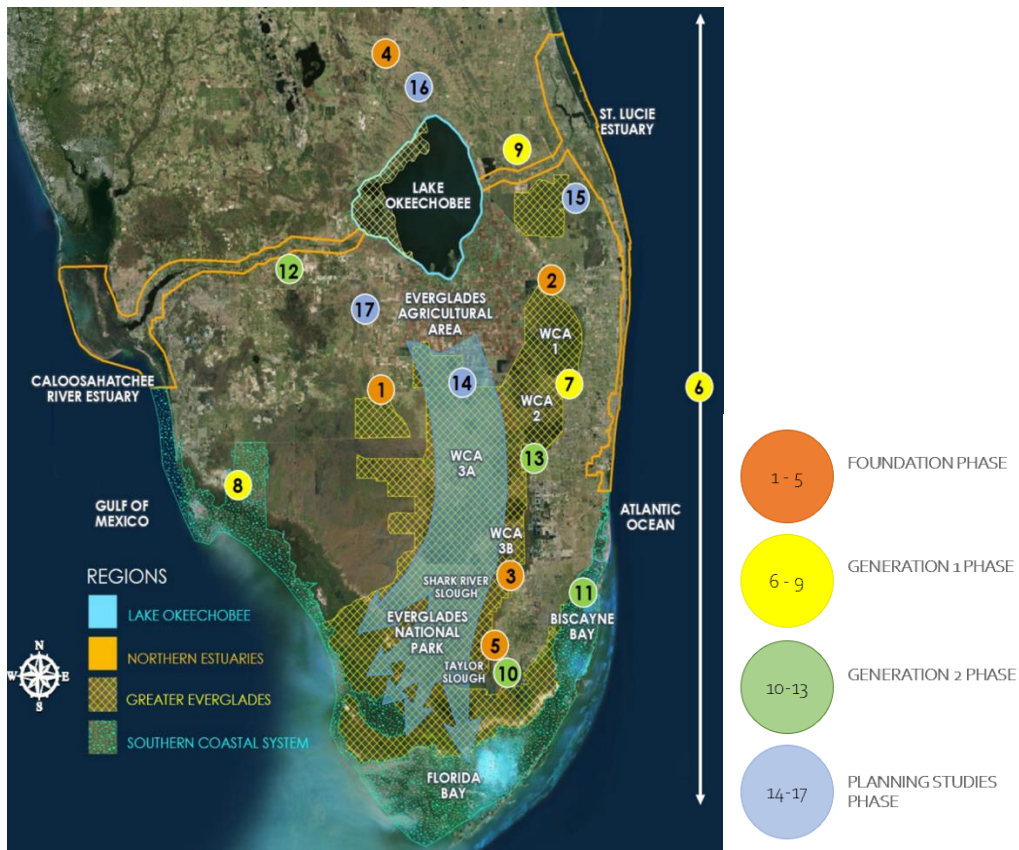 4
16
ST. LUCIE
ESTUARY
9
LAKE
OKEECHOBEE
15
12
2
17
EVERGLADES
AGRICULTURAL
AREA
WCA
1
CALOOSAHATCHEE
RIVER ESTUARY
1
14
7
6
WCA
2
13
WCA
3A
8
GULF OF
MEXICO
ATLANTIC
OCEAN
WCA
3B
3
SHARK RIVER
SLOUGH
11
BISCAYNE
BAY
EVERGLADES
NATIONAL
PARK
5
TAYLOR
SLOUGH
10
FLORIDA
BAY
REGIONS
LAKE OKEECHOBEE
NORTHERN ESTUARIES
GREATER EVERGLADES
SOUTHERN COASTAL SYSTEM
N
W
E
S
1 - 5
FOUNDATION PHASE
6 - 9
GENERATION 1 PHASE
10-13
GENERATION 2 PHASE
14-17
PLANNING STUDIES
PHASE